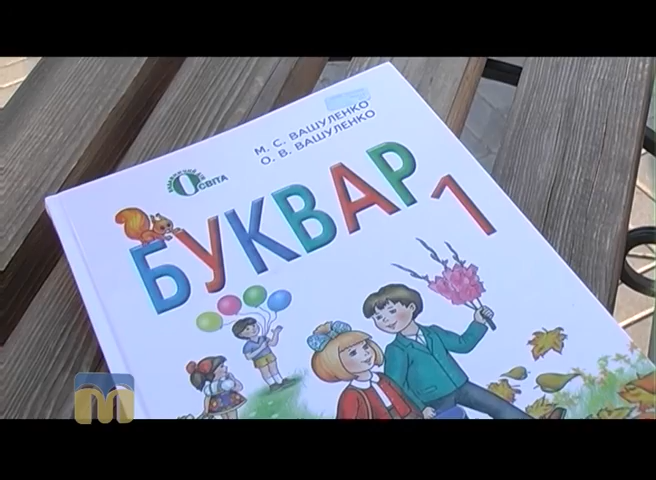 М. С. ВАШУЛЕНКО
О. В. ВАШУЛЕНКО
ОСВІТА
БУКВАР 1
m